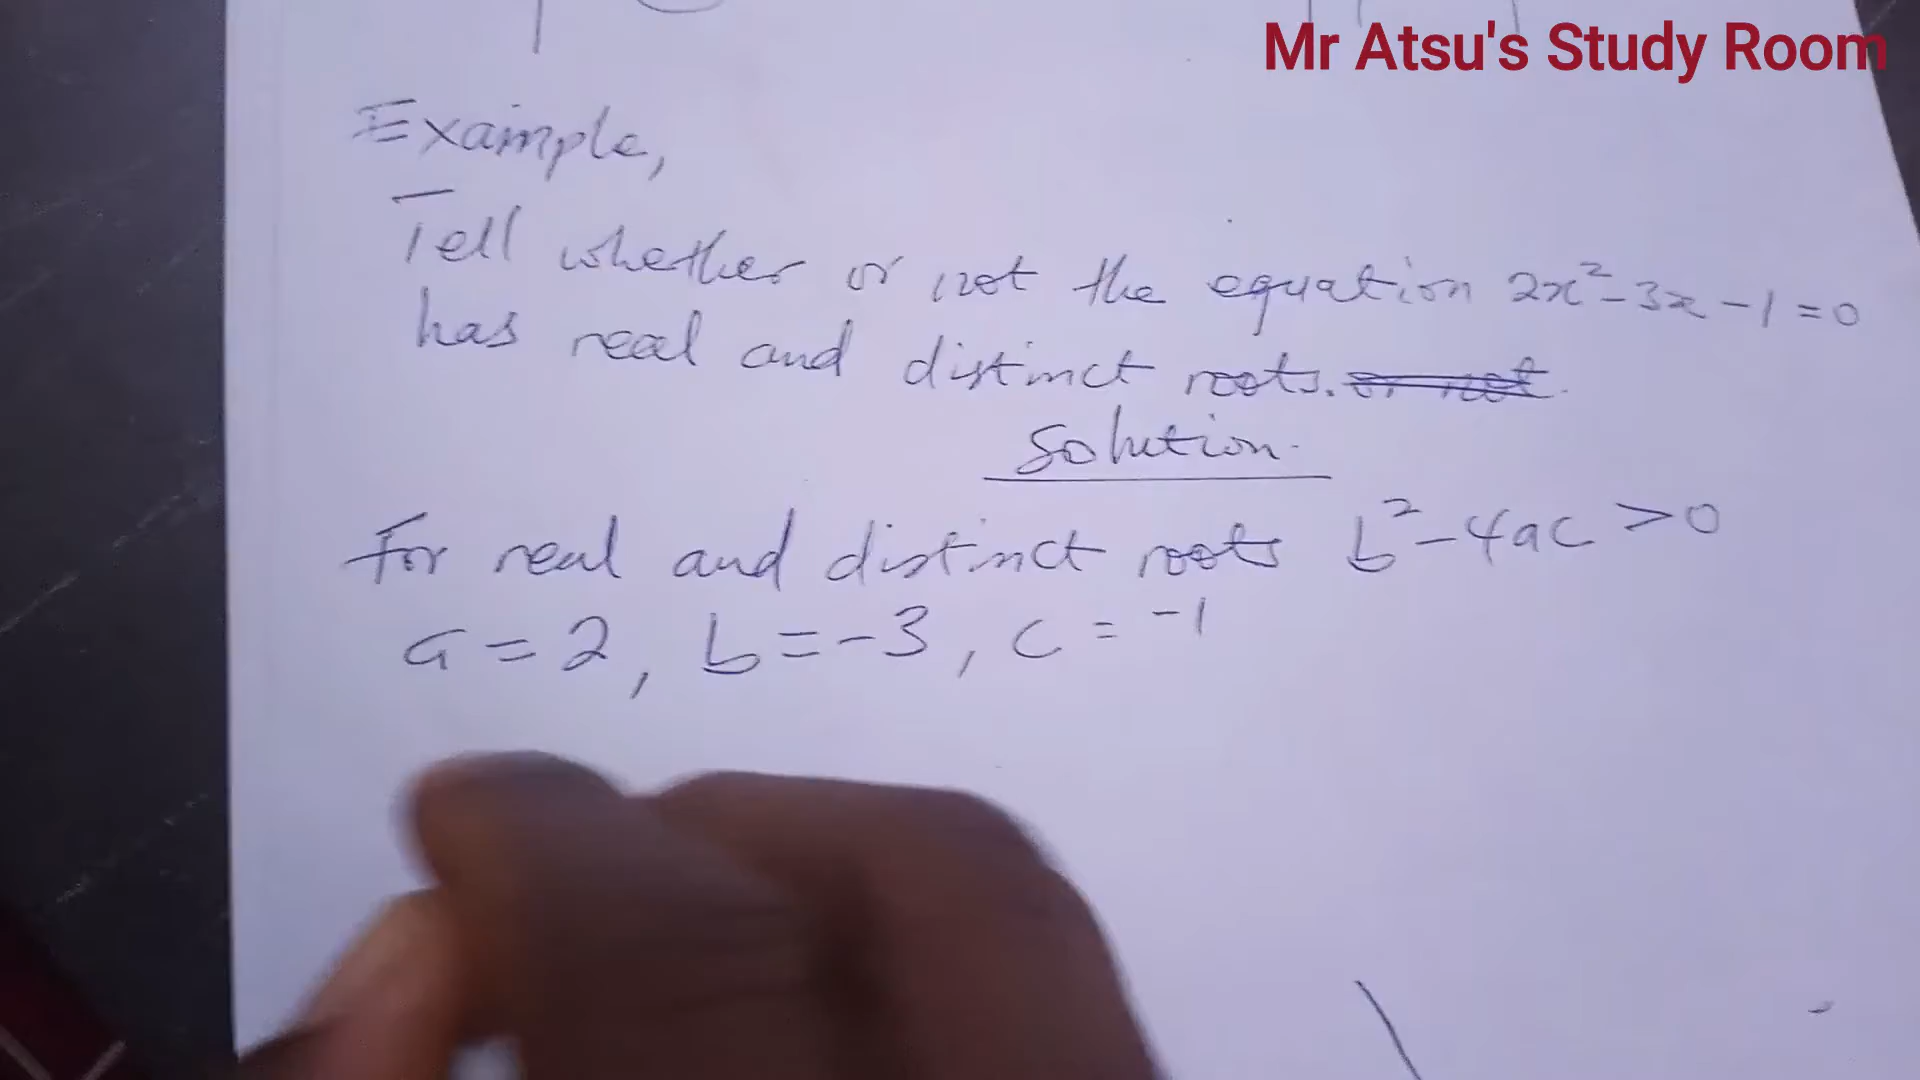 Mr Atsu's Study Room
Example,
Tell whether or not the equation 2x² - 3x - 1 = 0
has real and distinct roots. or not.
Solution.
For real and distinct roots b² - 4ac > 0
a = 2, b = -3, c = -1